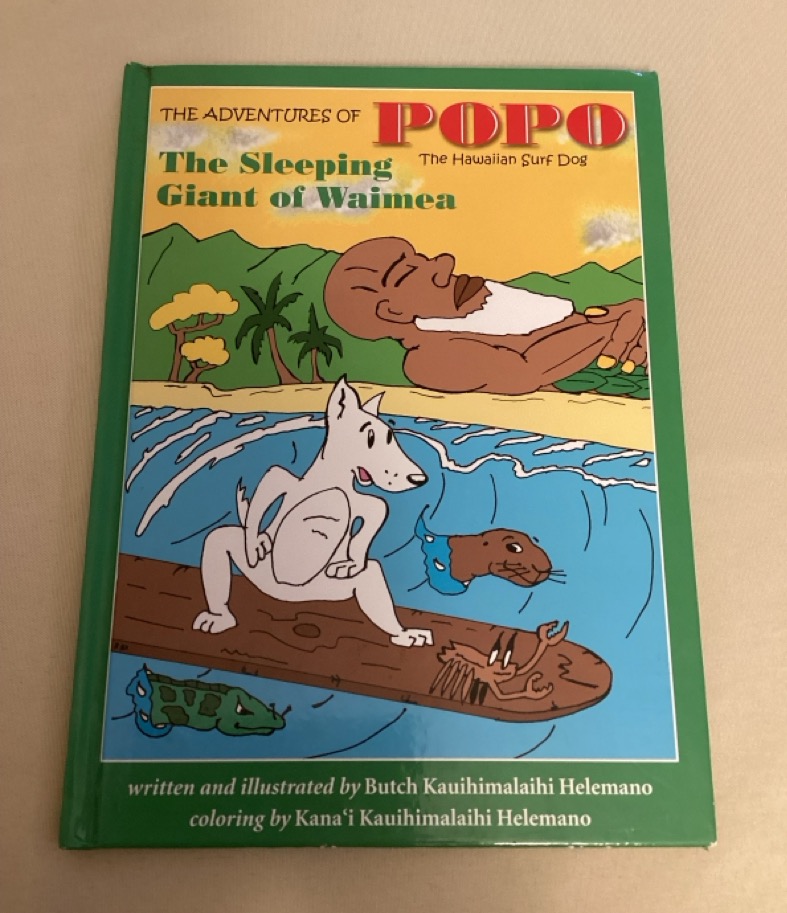 THE ADVENTURES OF POPO
The Hawaiian Surf Dog
The Sleeping
Giant of Waimea
written and illustrated by Butch Kauihimalaihi Helemano
coloring by Kanaʻi Kauihimalaihi Helemano